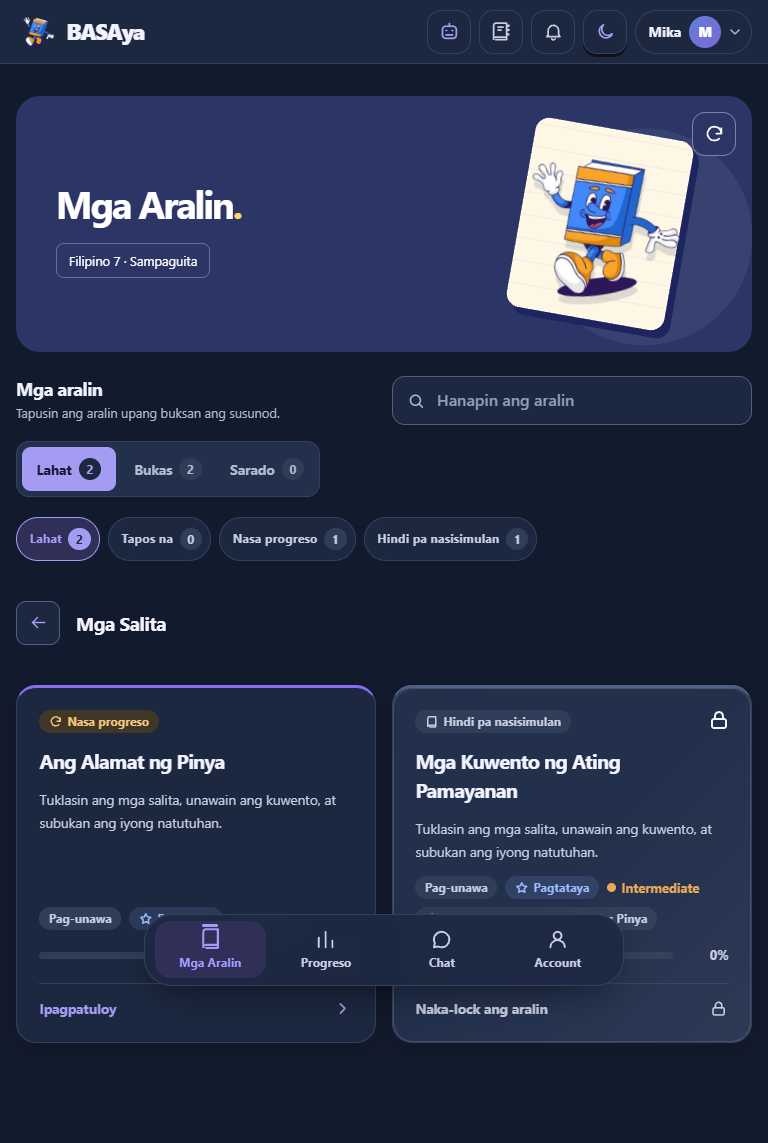 BASAya
Mika M
Mga Aralin.
Filipino 7 · Sampaguita
Mga aralin
Tapusin ang aralin upang buksan ang susunod.
Hanapin ang aralin
Lahat 2 Bukas 2 Sarado 0
Lahat 2 Tapos na 0 Nasa progreso 1 Hindi pa nasisimulan 1
Mga Salita
Nasa progreso
Ang Alamat ng Pinya
Tuklasin ang mga salita, unawain ang kuwento, at
subukan ang iyong natutuhan.
Pag-unawa
Ipagpatuloy
Hindi pa nasisimulan
Mga Kuwento ng Ating
Pamayanan
Tuklasin ang mga salita, unawain ang kuwento, at
subukan ang iyong natutuhan.
Pag-unawa Pagtataya Intermediate
Pinya
0%
Naka-lock ang aralin
Mga Aralin Progreso Chat Account